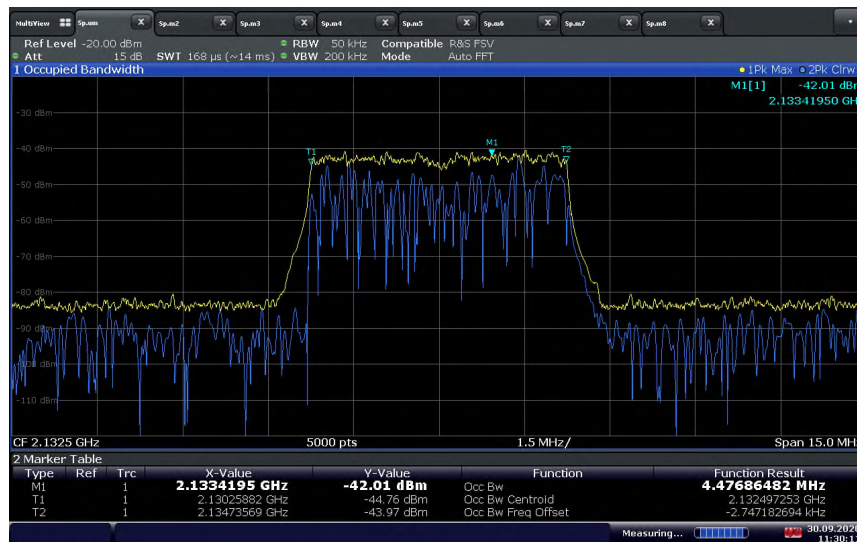 MultiView Sp.um X Sp.m2 X Sp.m3 X Sp.m4 X Sp.m5 X Sp.m6 X Sp.m7 X Sp.m8 X
Ref Level -20.00 dBm RBW 50 kHz Compatible R&S FSV
Att 15 dB SWT 168 µs (~14 ms) VBW 200 kHz Mode Auto FFT
1 Occupied Bandwidth 1Pk Max 2Pk Clrw
M1[1] -42.01 dBm
2.13341950 GH
-30 dBm
-40 dBm
M1
T1 T2
-50 dBm
-60 dBm
-70 dBm
-80 dBm
-90 dBm
-100 dBm
-110 dBm
CF 2.1325 GHz 5000 pts 1.5 MHz/ Span 15.0 MH
2 Marker Table
Type Ref Trc X-Value Y-Value Function Function Result
M1 1 2.1334195 GHz -42.01 dBm Occ Bw 4.47686482 MHz
T1 1 2.13025882 GHz -44.76 dBm Occ Bw Centroid 2.132497253 GHz
T2 1 2.13473569 GHz -43.97 dBm Occ Bw Freq Offset -2.747182694 kHz
Measuring... 30.09.2020